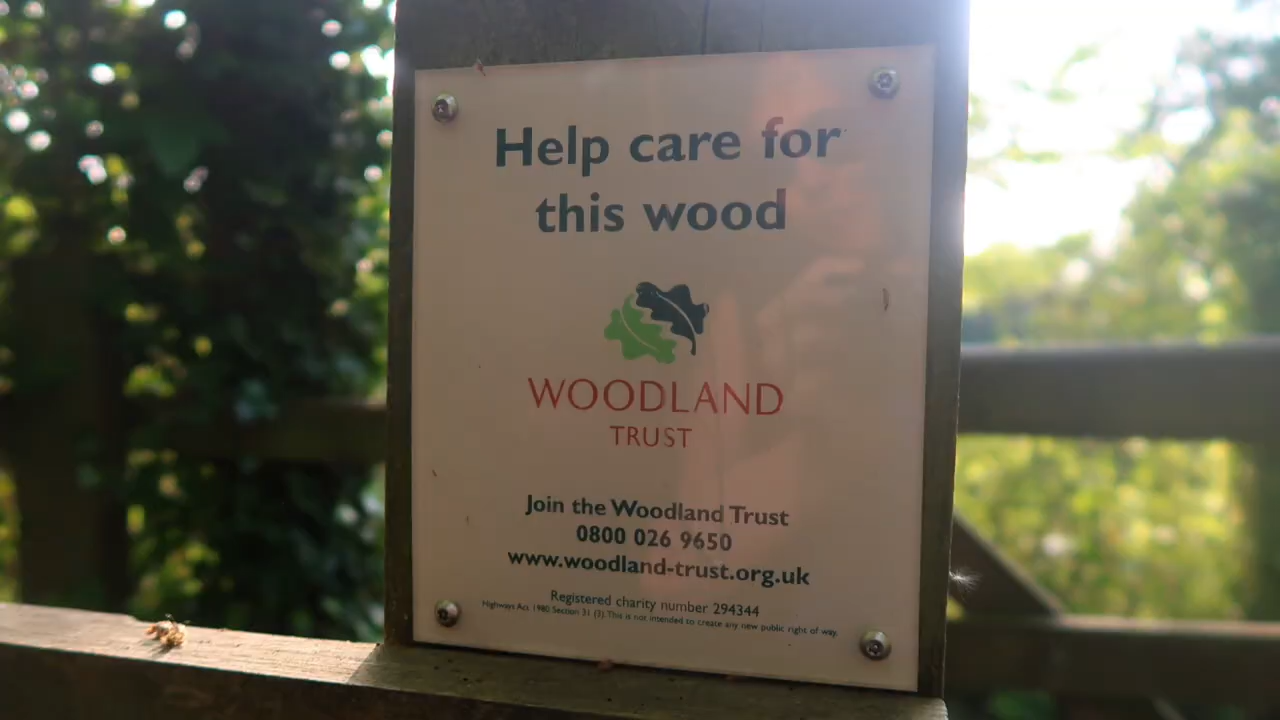 Help care for
this wood
WOODLAND
TRUST
Join the Woodland Trust
0800 026 9650
www.woodland-trust.org.uk
Registered charity number 294344
Highways Act 1980 Section 31 (3). This is not intended to create any new public right of way.